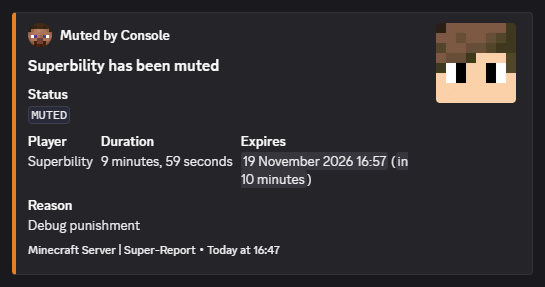 Muted by Console
Superbility has been muted
Status
MUTED
Player Duration Expires
Superbility 9 minutes, 59 seconds 19 November 2026 16:57 (in
10 minutes)
Reason
Debug punishment
Minecraft Server | Super-Report • Today at 16:47